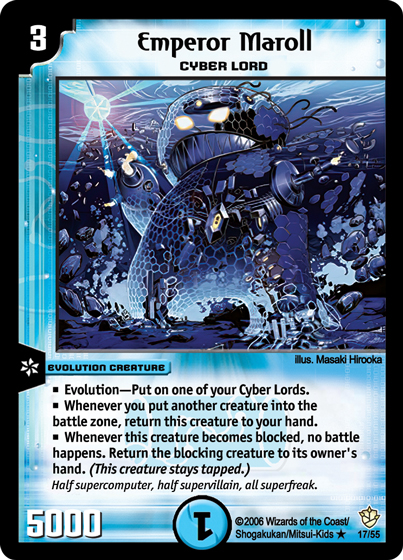 3
Emperor Maroll
CYBER LORD
illus. Masaki Hirooka
EVOLUTION CREATURE
▪ Evolution—Put on one of your Cyber Lords.
▪ Whenever you put another creature into the
battle zone, return this creature to your hand.
▪ Whenever this creature becomes blocked, no battle
happens. Return the blocking creature to its owner's
hand. (This creature stays tapped.)
Half supercomputer, half supervillain, all superfreak.
5000
1
©2006 Wizards of the Coast/
Shogakukan/Mitsui-Kids ★ 17/55